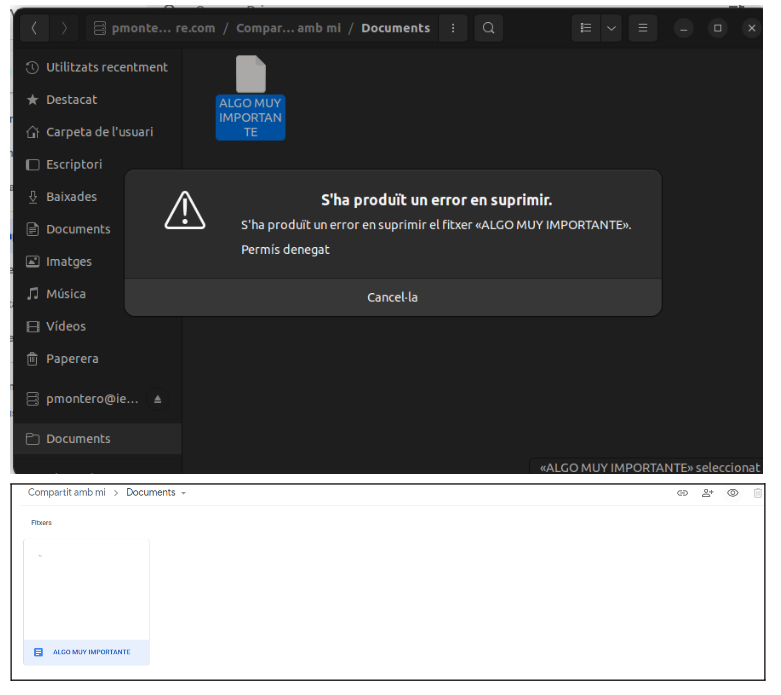 pmonte... re.com / Compar...amb mi / Documents
Utilitzats recentment
Destacat
Carpeta de l'usuari
Escriptori
Baixades
Documents
Imatges
Música
Vídeos
Paperera
pmontero@ie...
Documents
ALGO MUY
IMPORTAN
TE
S'ha produït un error en suprimir.
S'ha produït un error en suprimir el fitxer «ALGO MUY IMPORTANTE».
Permís denegat
Cancel·la
«ALGO MUY IMPORTANTE» seleccionat
Compartit amb mi > Documents
Fitxers
ALGO MUY IMPORTANTE